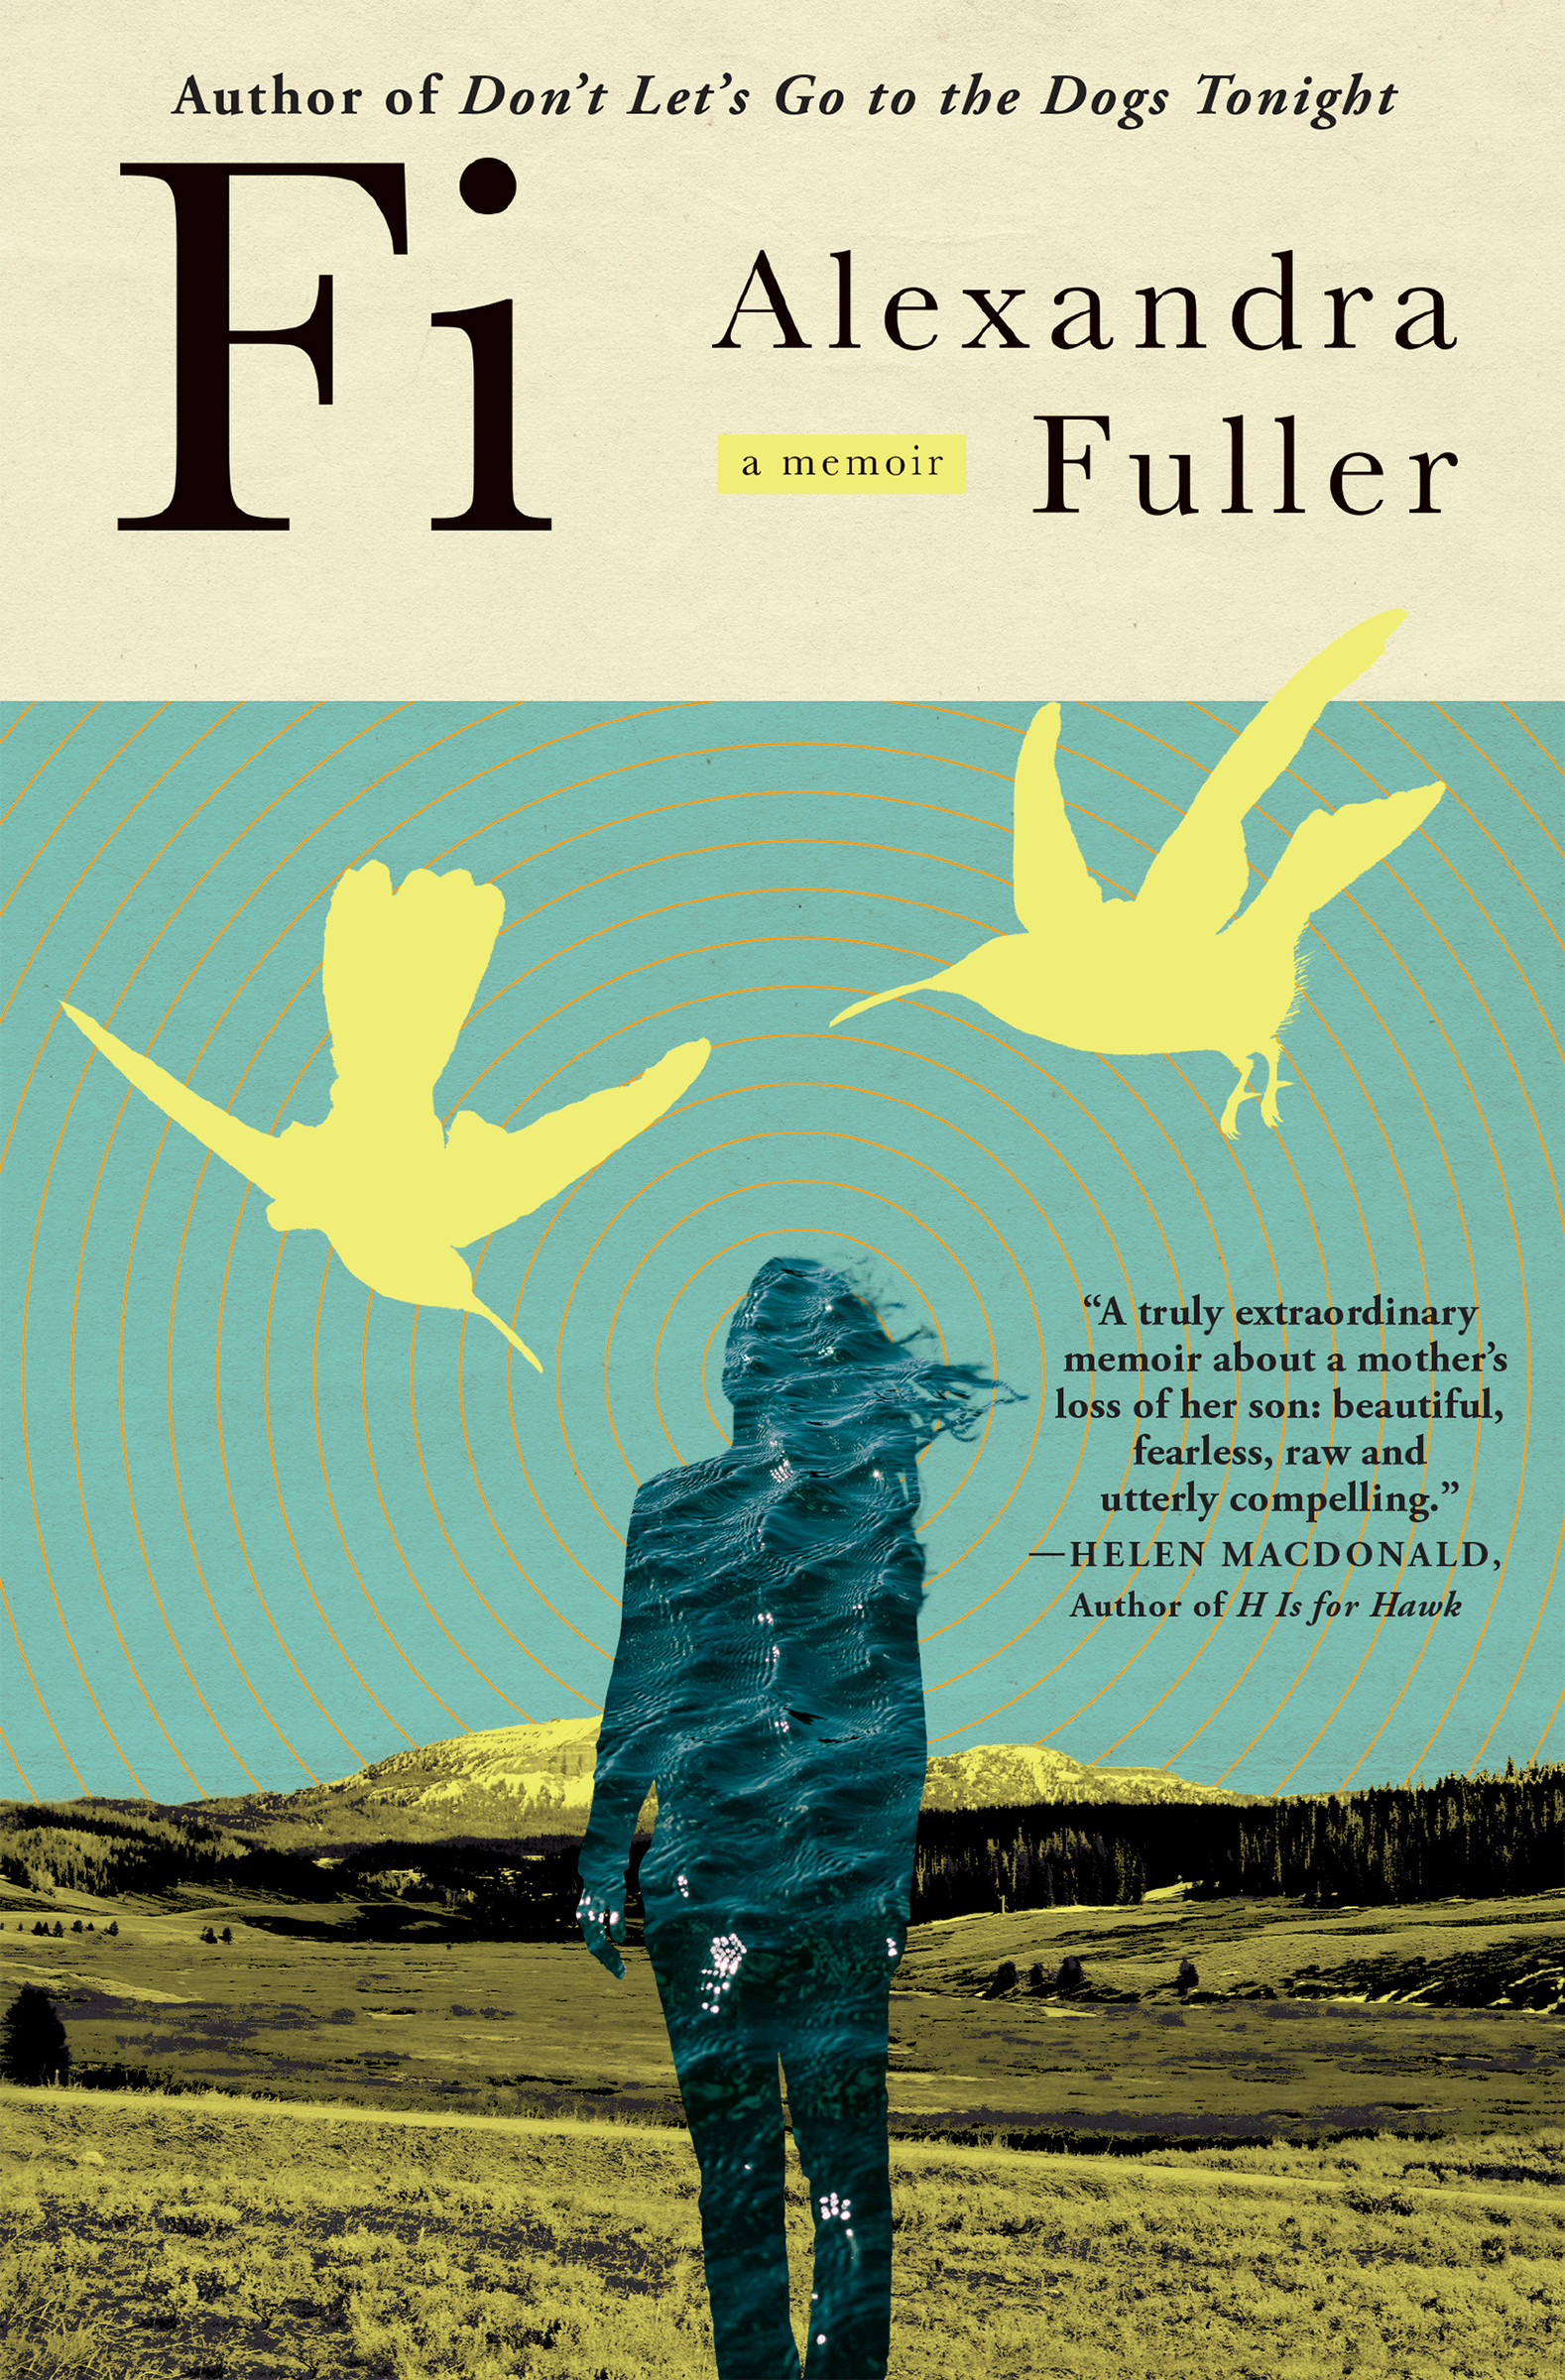 Author of Don’t Let’s Go to the Dogs Tonight
Fi
Alexandra
a memoir
Fuller
“A truly extraordinary
memoir about a mother’s
loss of her son: beautiful,
fearless, raw and
utterly compelling.”
—HELEN MACDONALD,
Author of H Is for Hawk